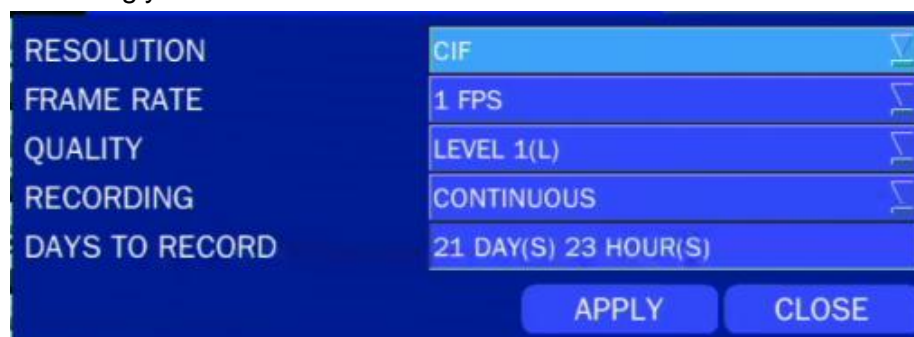 RESOLUTION CIF
FRAME RATE 1 FPS
QUALITY LEVEL 1(L)
RECORDING CONTINUOUS
DAYS TO RECORD 21 DAY(S) 23 HOUR(S)
APPLY CLOSE